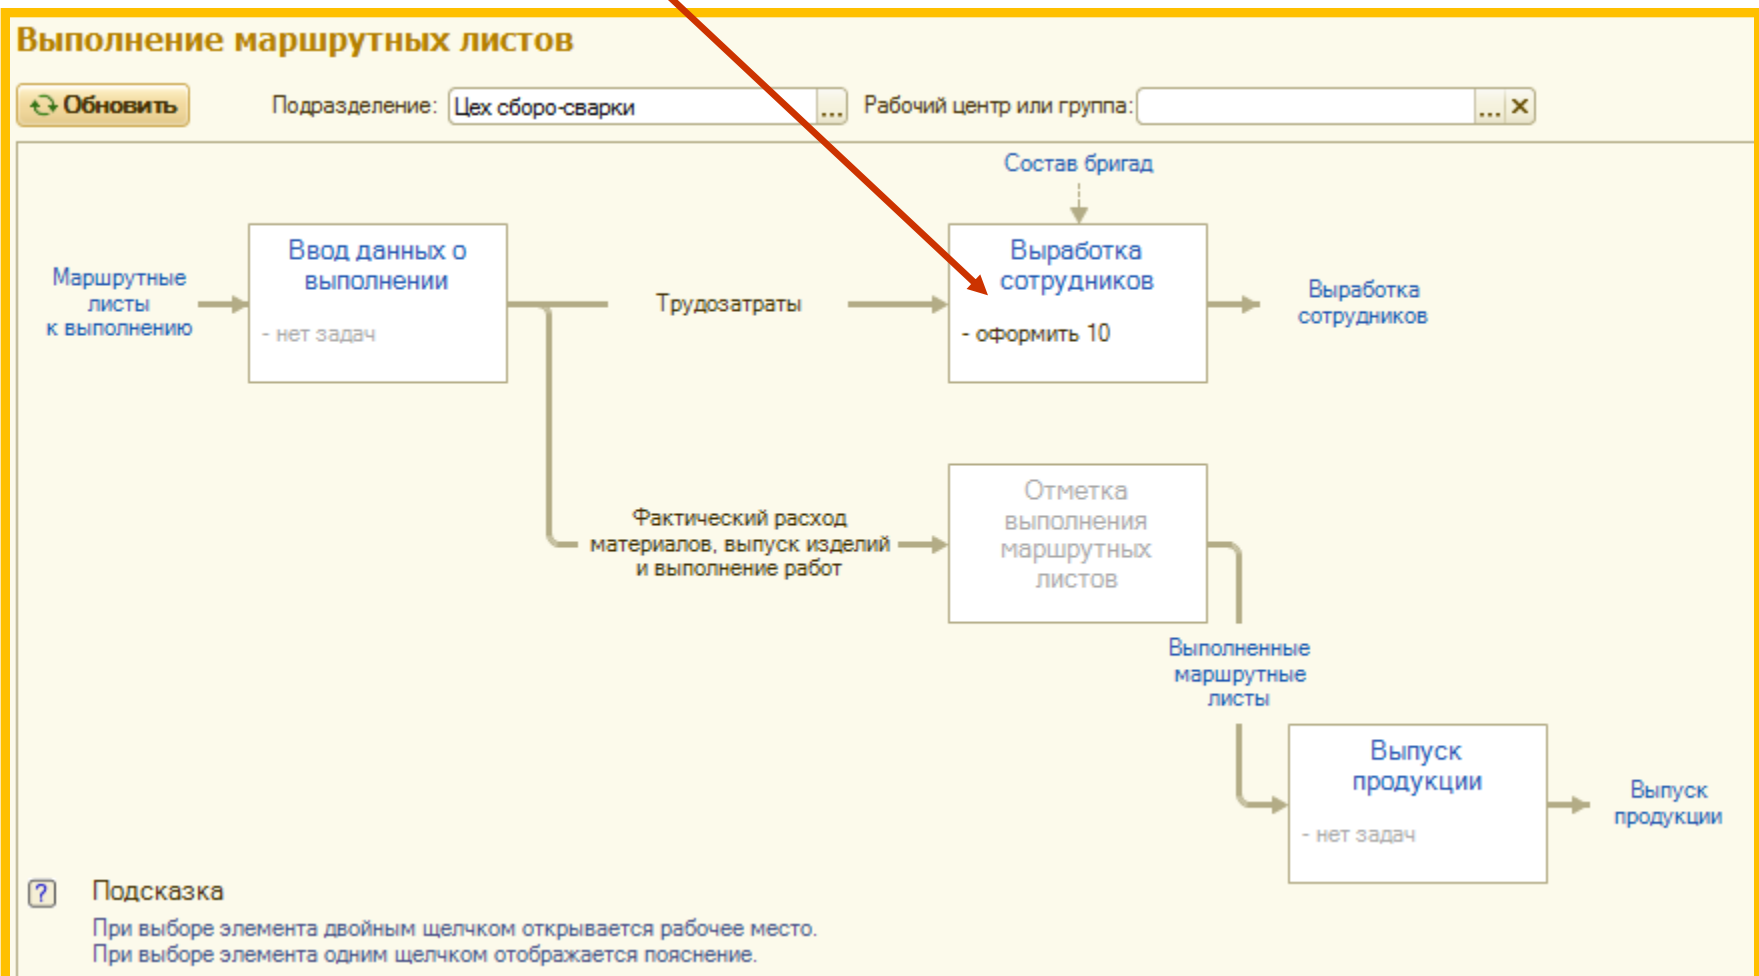 Выполнение маршрутных листов
Обновить
Подразделение: Цех сборо-сварки ...
Рабочий центр или группа: ... ×
Состав бригад
Маршрутные
листы
к выполнению
Ввод данных о
выполнении
- нет задач
Трудозатраты
Выработка
сотрудников
- оформить 10
Выработка
сотрудников
Фактический расход
материалов, выпуск изделий
и выполнение работ
Отметка
выполнения
маршрутных
листов
Выполненные
маршрутные
листы
Выпуск
продукции
- нет задач
Выпуск
продукции
? Подсказка
При выборе элемента двойным щелчком открывается рабочее место.
При выборе элемента одним щелчком отображается пояснение.